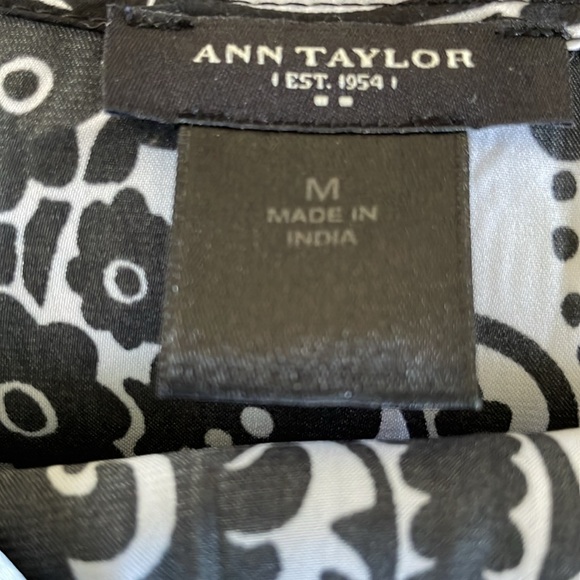 ANN TAYLOR
EST. 1954
M
MADE IN
INDIA